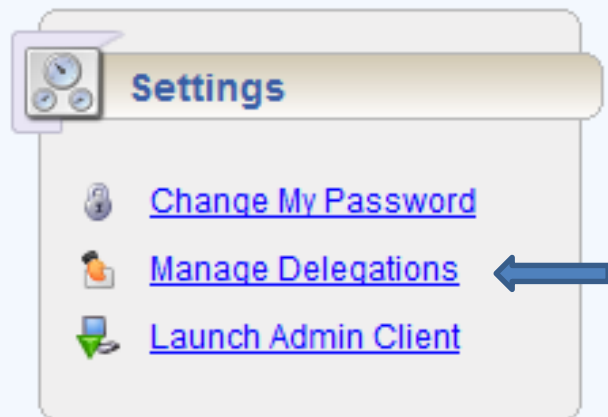 Settings
Change My Password
Manage Delegations
Launch Admin Client